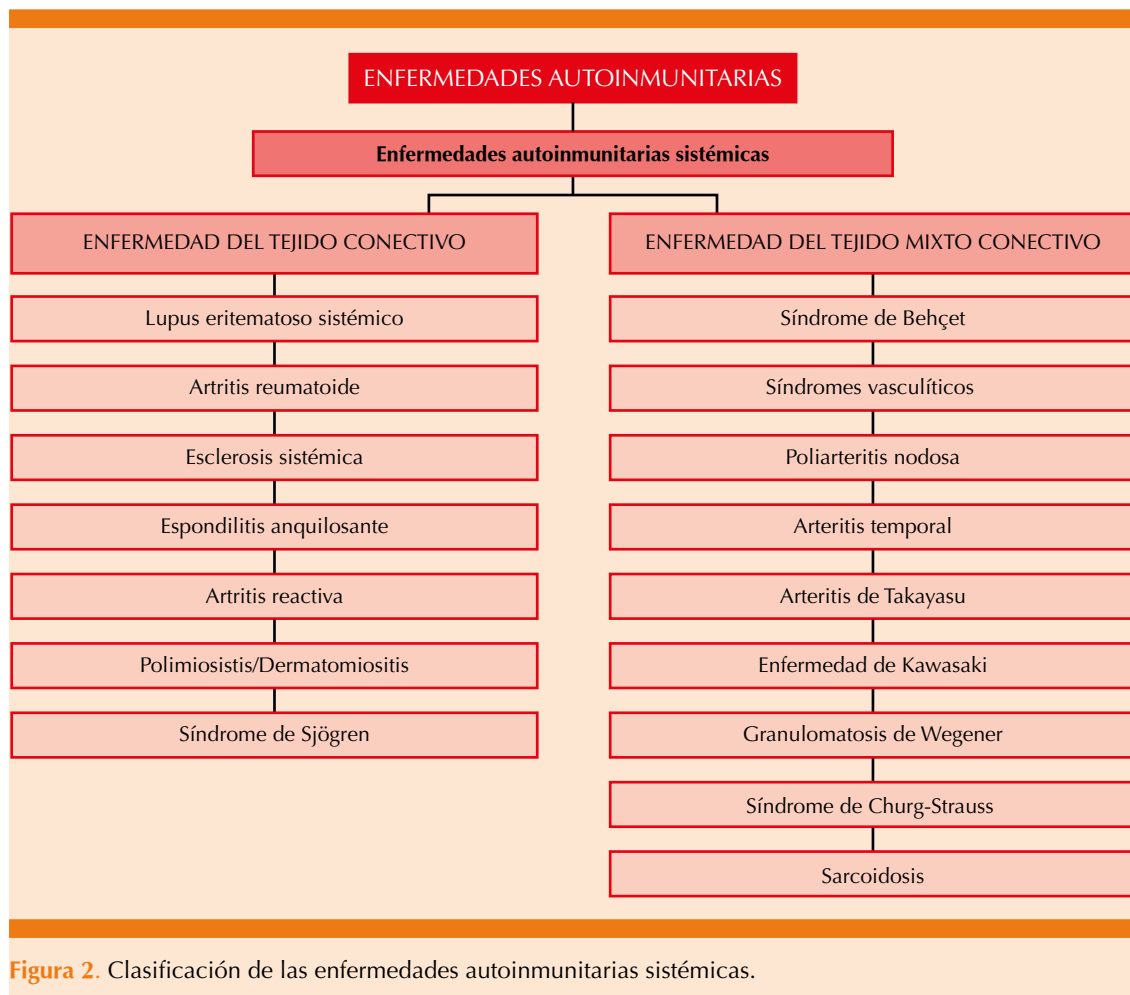 ENFERMEDADES AUTOINMUNITARIAS
Enfermedades autoinmunitarias sistémicas
ENFERMEDAD DEL TEJIDO CONECTIVO
Lupus eritematoso sistémico
Artritis reumatoide
Esclerosis sistémica
Espondilitis anquilosante
Artritis reactiva
Polimiosistis/Dermatomiositis
Síndrome de Sjögren
ENFERMEDAD DEL TEJIDO MIXTO CONECTIVO
Síndrome de Behçet
Síndromes vasculíticos
Poliarteritis nodosa
Arteritis temporal
Arteritis de Takayasu
Enfermedad de Kawasaki
Granulomatosis de Wegener
Síndrome de Churg-Strauss
Sarcoidosis
Figura 2. Clasificación de las enfermedades autoinmunitarias sistémicas.